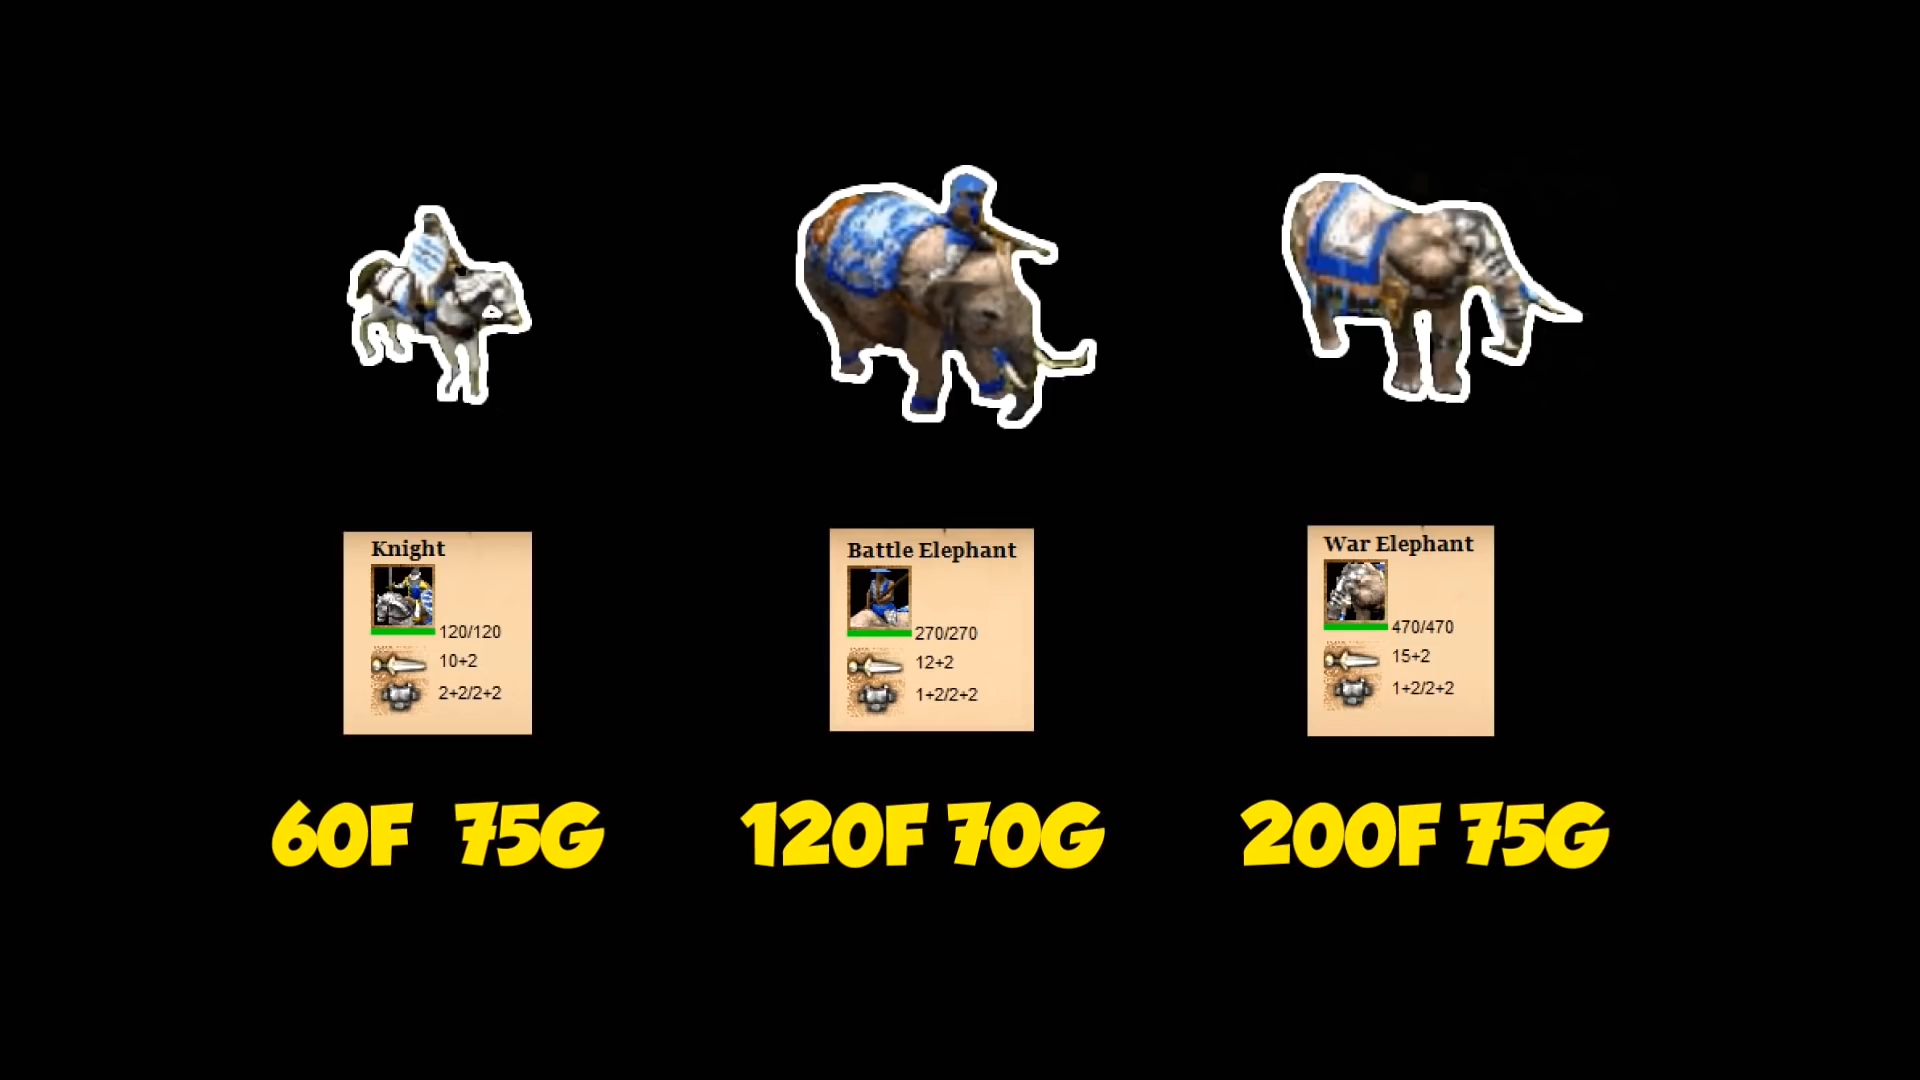 Knight
120/120
10+2
2+2/2+2
Battle Elephant
270/270
12+2
1+2/2+2
War Elephant
470/470
15+2
1+2/2+2
60F 75G
120F 70G
200F 75G